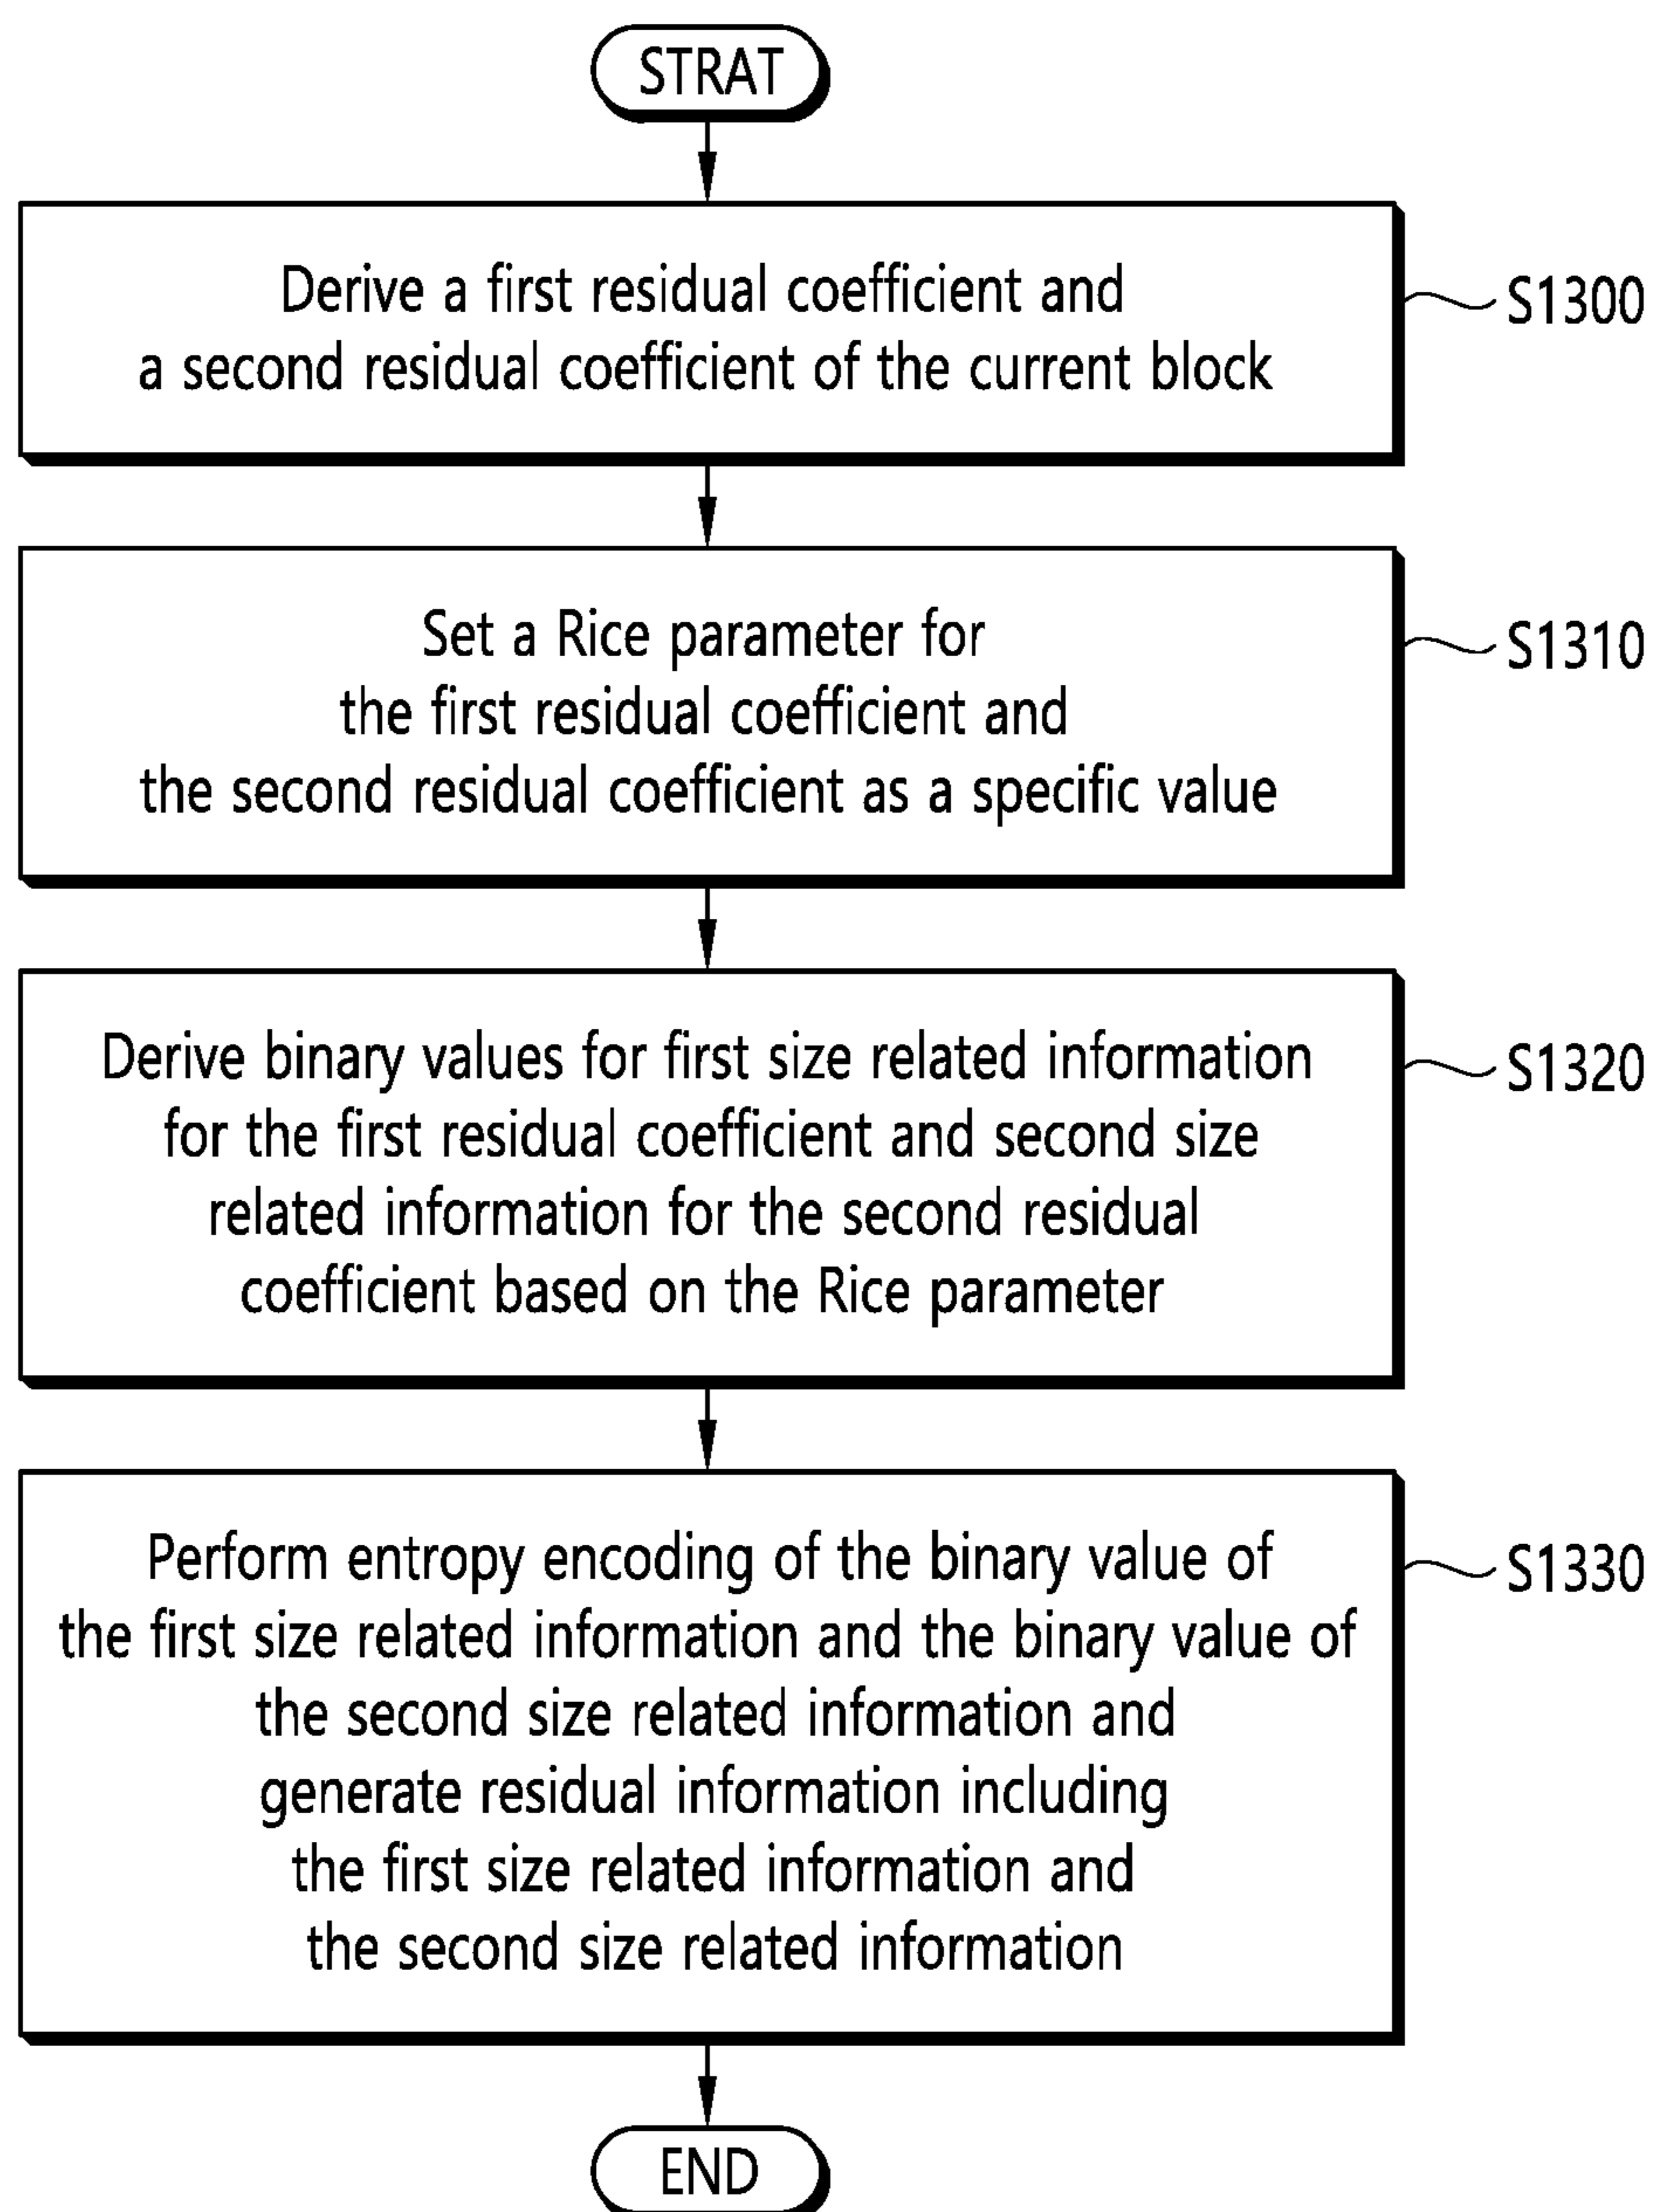 STRAT
Derive a first residual coefficient and
a second residual coefficient of the current block
S1300
Set a Rice parameter for
the first residual coefficient and
the second residual coefficient as a specific value
S1310
Derive binary values for first size related information
for the first residual coefficient and second size
related information for the second residual
coefficient based on the Rice parameter
S1320
Perform entropy encoding of the binary value of
the first size related information and the binary value of
the second size related information and
generate residual information including
the first size related information and
the second size related information
S1330
END